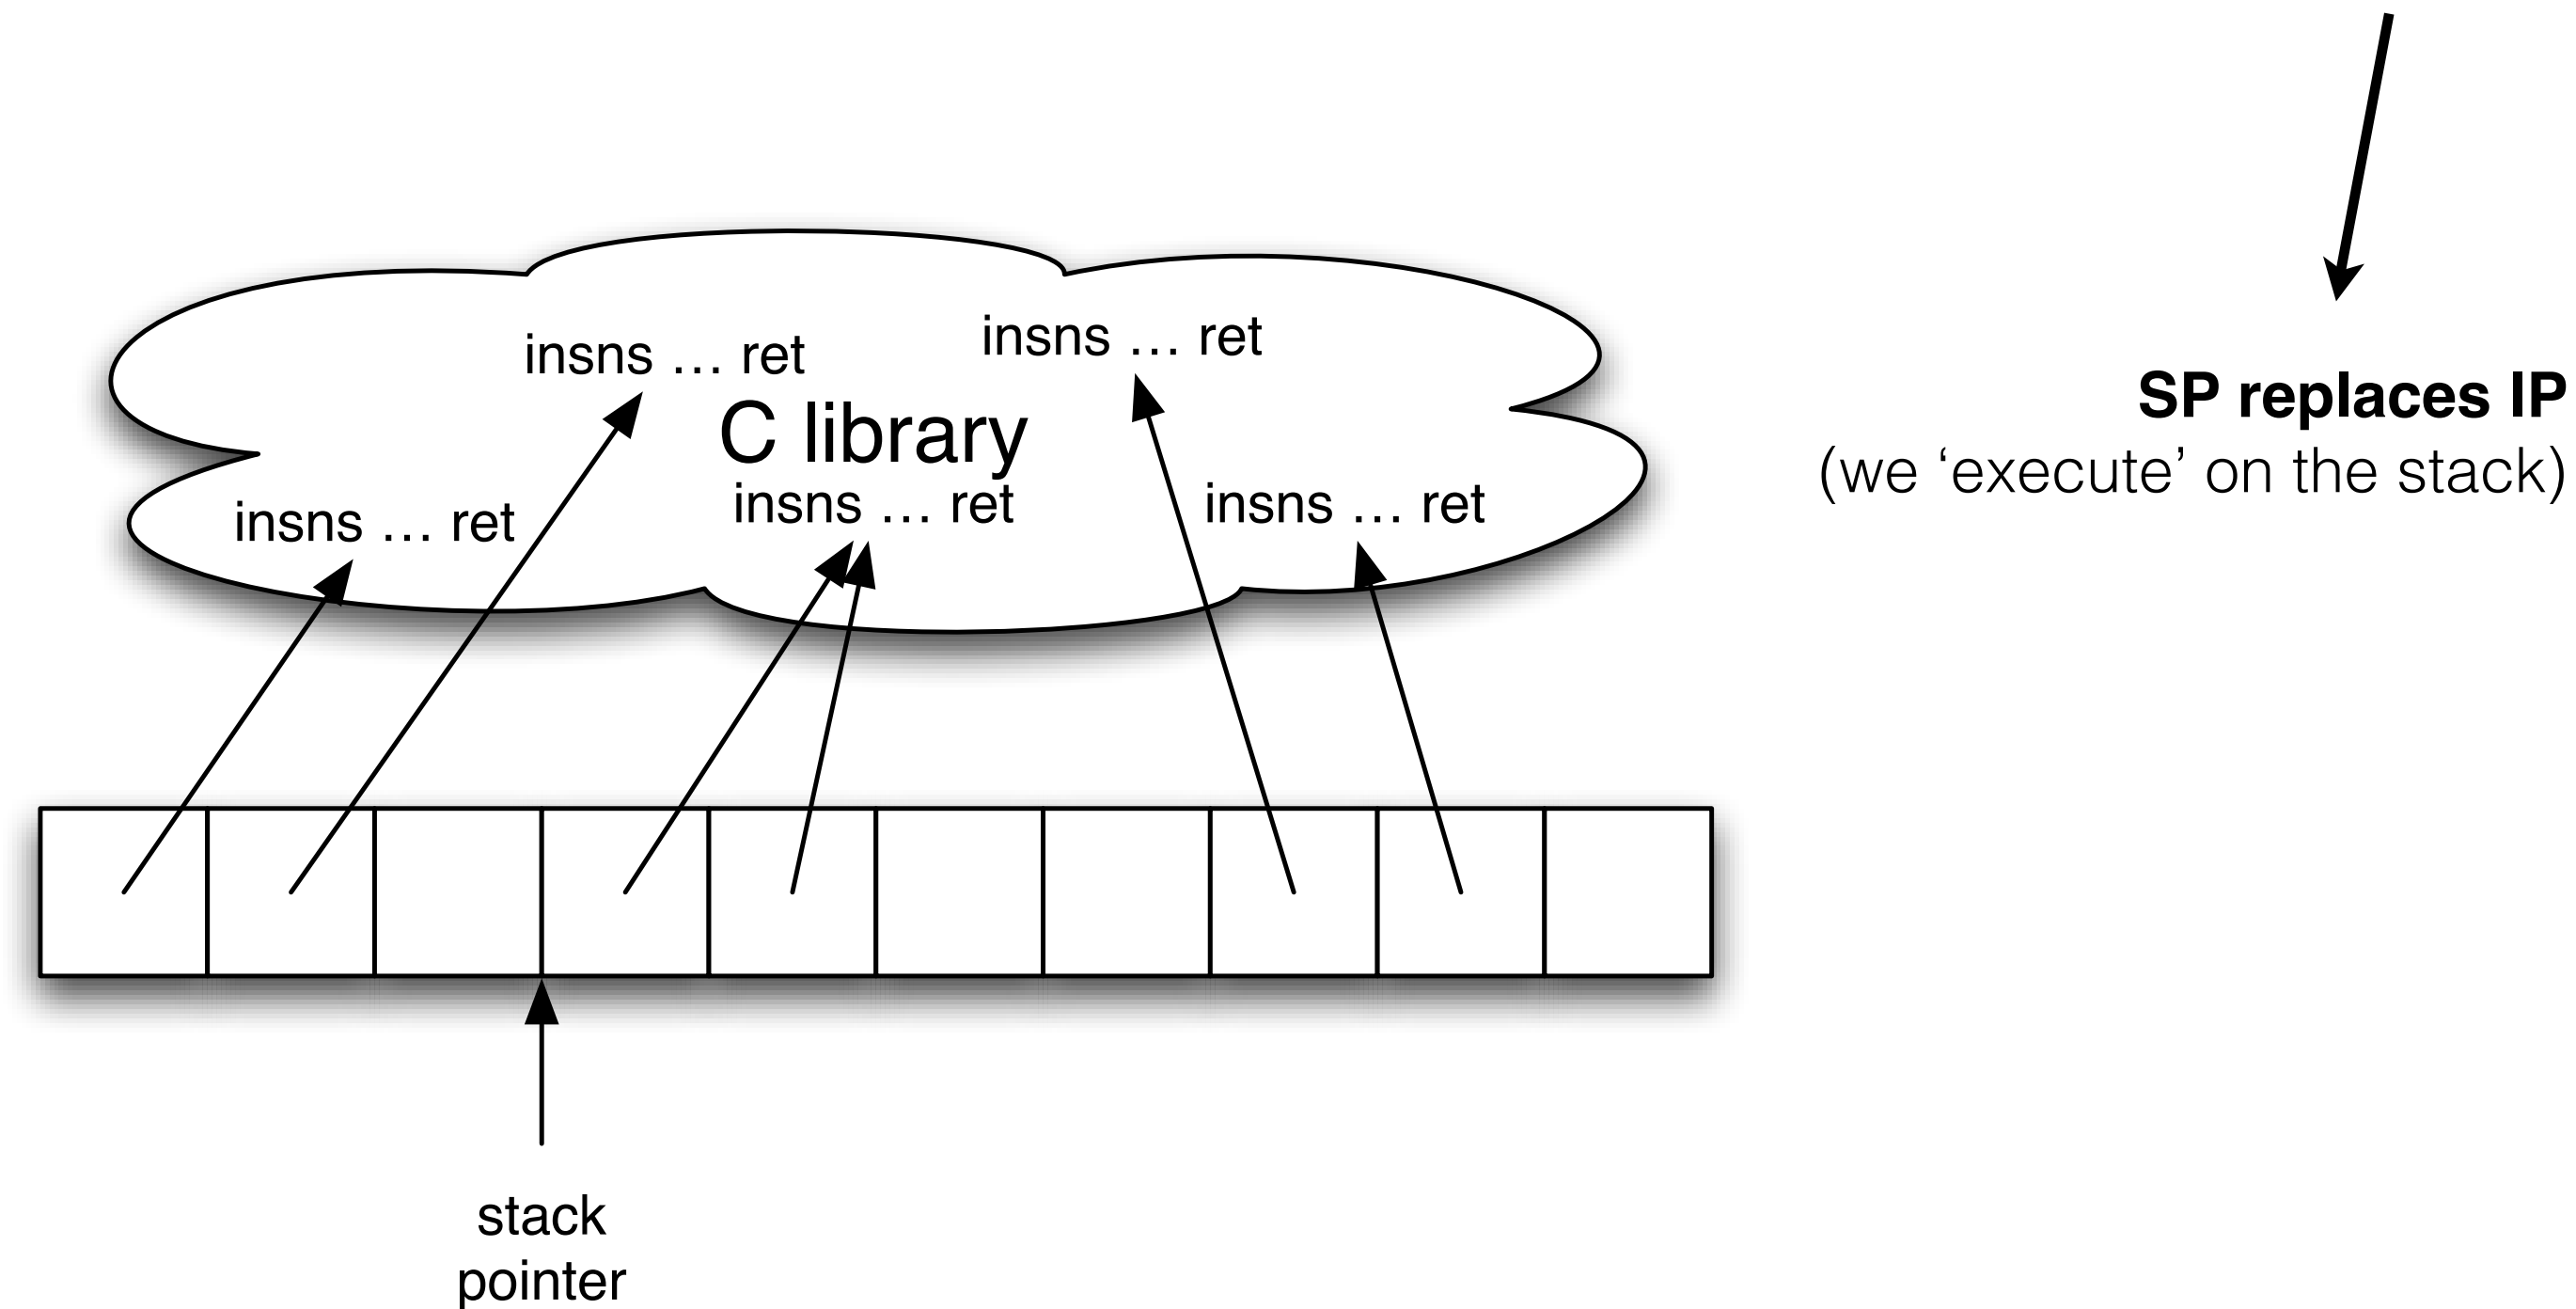 insns … ret
insns … ret
C library
insns … ret
insns … ret
insns … ret
SP replaces IP
(we ‘execute’ on the stack)
stack
pointer